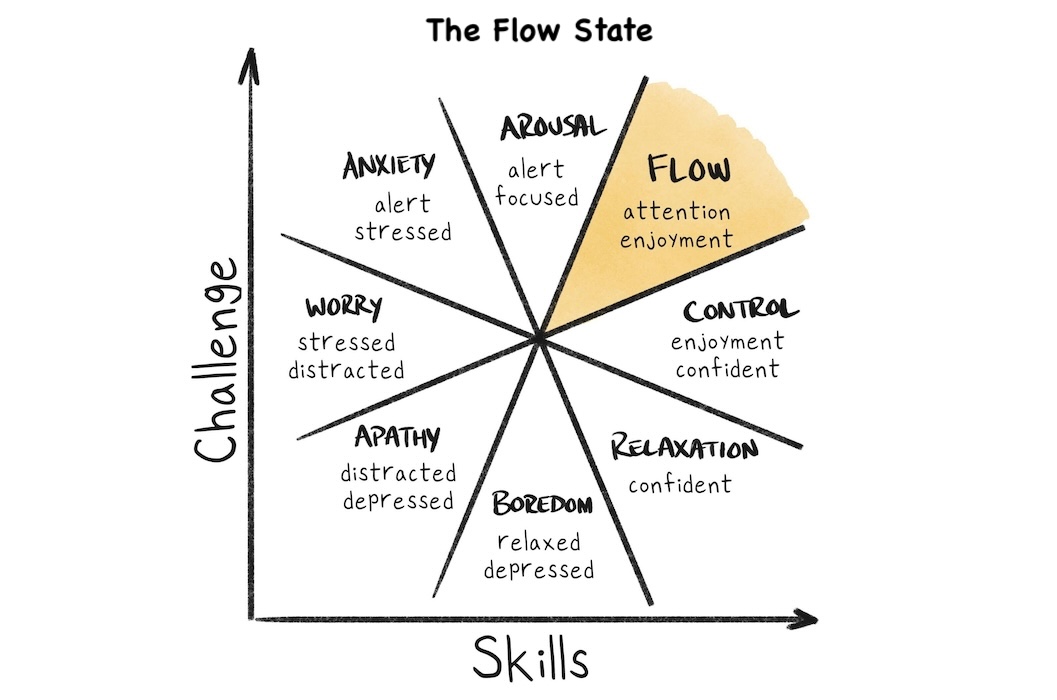 The Flow State
Challenge
AROUSAL
alert
focused
FLOW
attention
enjoyment
ANXIETY
alert
stressed
WORRY
stressed
distracted
CONTROL
enjoyment
confident
APATHY
distracted
depressed
RELAXATION
confident
BOREDOM
relaxed
depressed
Skills